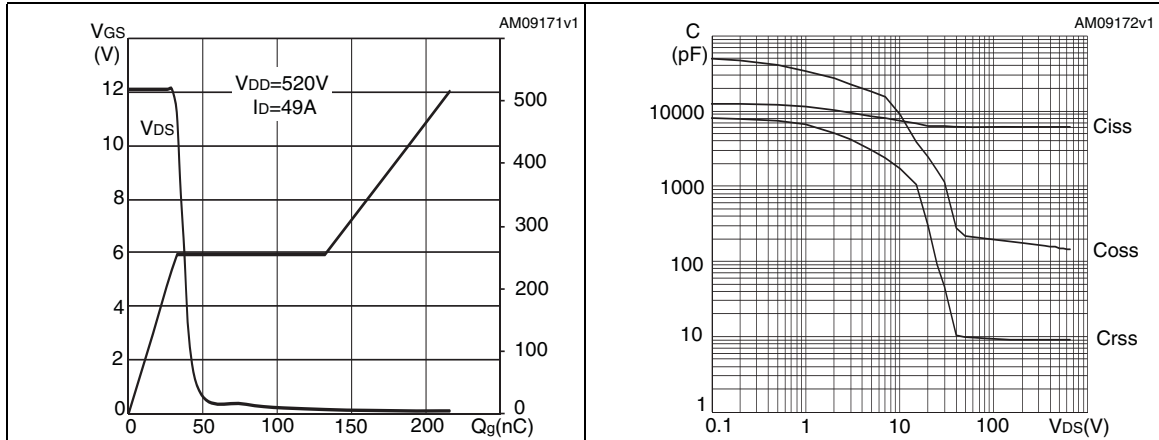 AM09171v1
VGS
(V)
12
10
8
6
4
2
0
VDD=520V
ID=49A
VDS
500
400
300
200
100
0
0 50 100 150 200 Qg(nC)
AM09172v1
C
(pF)
10000
1000
100
10
1
Ciss
Coss
Crss
0.1 1 10 100 VDS(V)